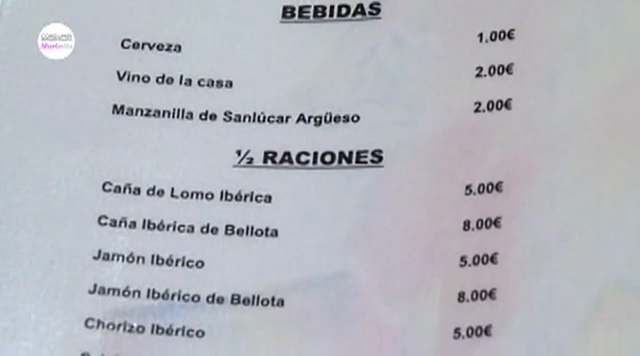 BEBIDAS
Cerveza 1.00€
Vino de la casa 2.00€
Manzanilla de Sanlúcar Argüeso 2.00€
½ RACIONES
Caña de Lomo Ibérica 5.00€
Caña Ibérica de Bellota 8.00€
Jamón Ibérico 5.00€
Jamón Ibérico de Bellota 8.00€
Chorizo Ibérico 5,00€